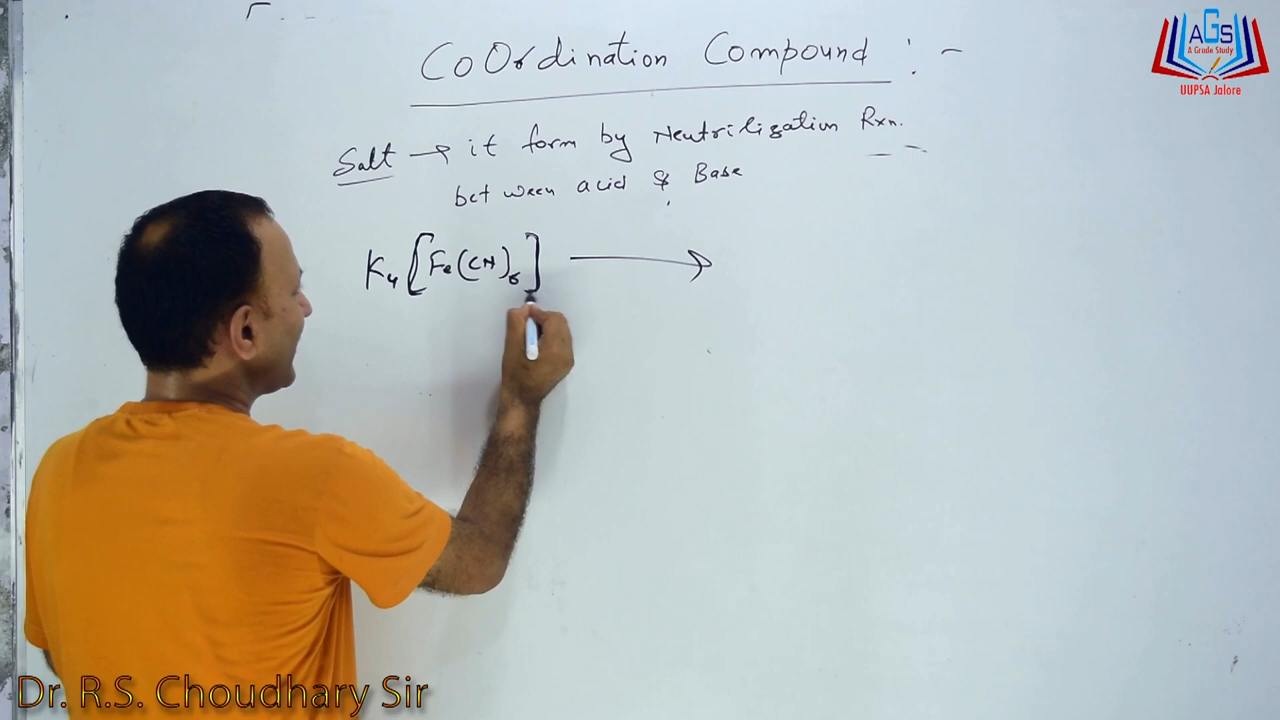 CoOrdination Compound :-
Salt → it form by Neutrilization Rxn.
between acid & Base
K₄[Fe(CN)₆] →
AGS
A Grade Study
UUPSA Jalore
Dr. R.S. Choudhary Sir